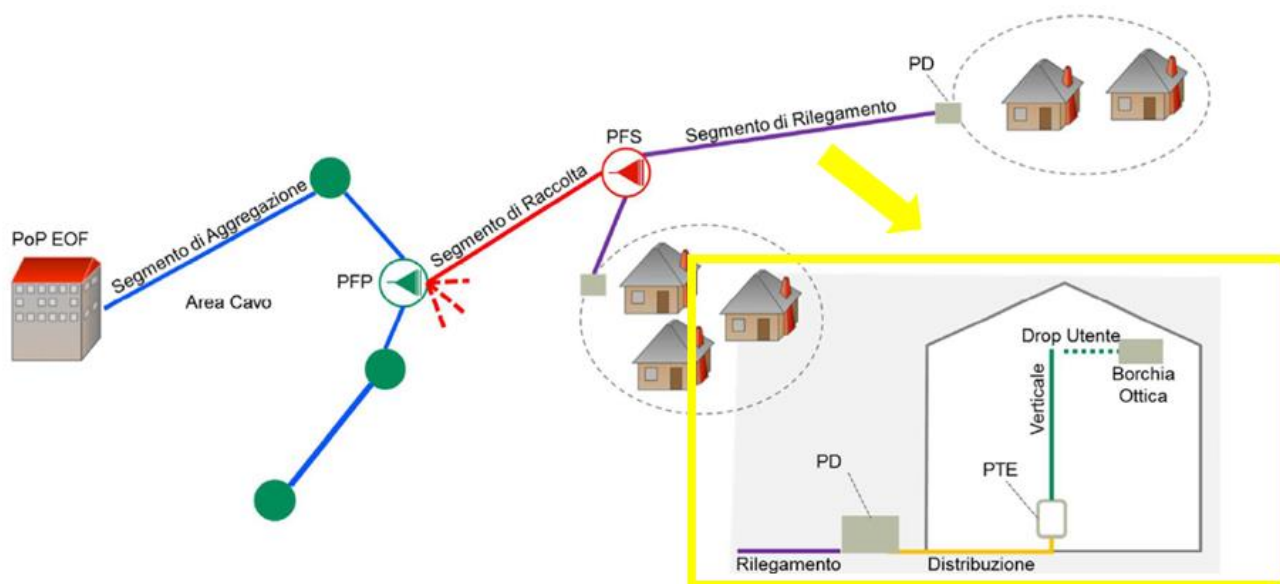 PD
Segmento di Rilegamento
PFS
Segmento di Raccolta
Segmento di Aggregazione
PoP EOF
PFP
Area Cavo
Drop Utente
Borchia
Ottica
Verticale
PD
PTE
Rilegamento
Distribuzione